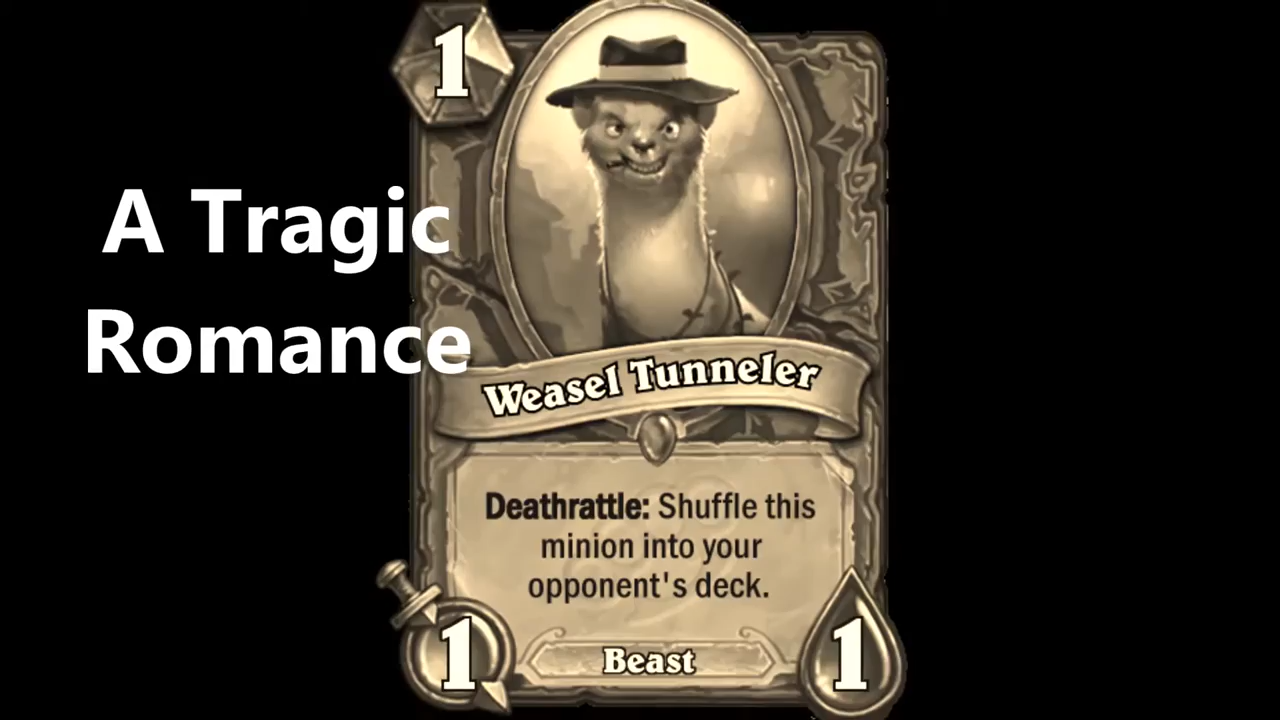 1
A Tragic
Romance
Weasel Tunneler
Deathrattle: Shuffle this
minion into your
opponent's deck.
1
Beast
1